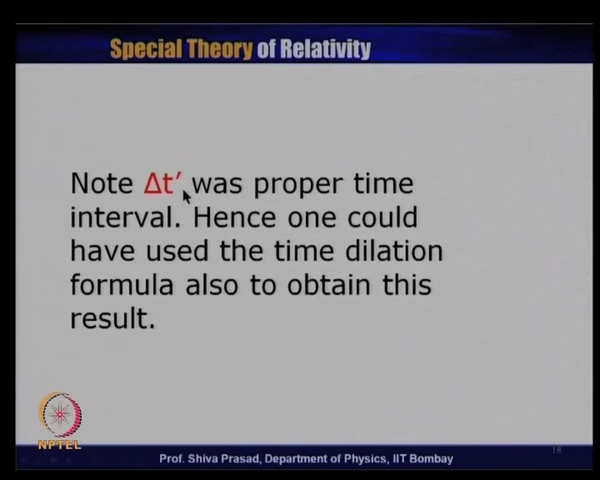 Special Theory of Relativity
Note Δt′ was proper time
interval. Hence one could
have used the time dilation
formula also to obtain this
result.
NPTEL
Prof. Shiva Prasad, Department of Physics, IIT Bombay
18